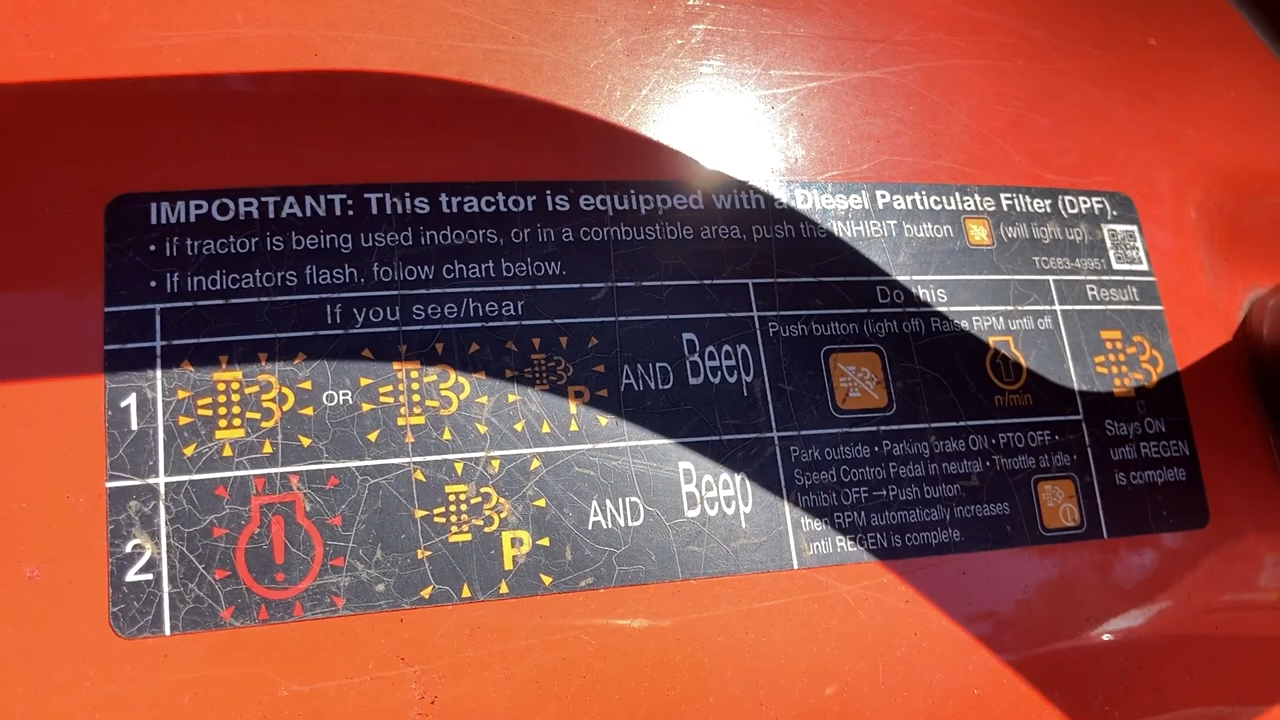 IMPORTANT: This tractor is equipped with a Diesel Particulate Filter (DPF).
• If tractor is being used indoors, or in a combustible area, push the INHIBIT button (will light up).
• If indicators flash, follow chart below.
TC683-49951
If you see/hear
Do this
Result
1
OR
P
AND Beep
Push button (light off) Raise RPM until off
n/min
Stays ON
until REGEN
is complete
2
P
AND Beep
Park outside • Parking brake ON • PTO OFF •
Speed Control Pedal in neutral • Throttle at idle •
Inhibit OFF → Push button,
then RPM automatically increases
until REGEN is complete.